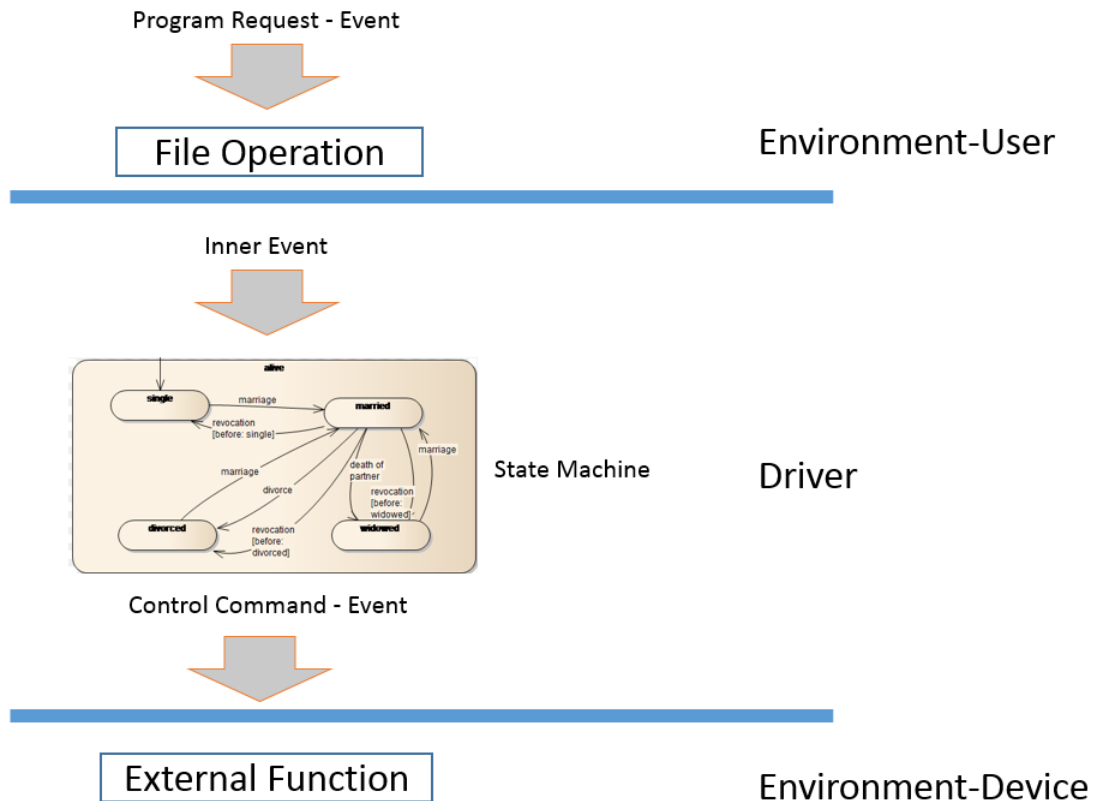 Program Request - Event
File Operation
Environment-User
Inner Event
alive
single
marriage
married
revocation
[before: single]
marriage
marriage
death of
partner
divorce
revocation
[before:
widowed]
divorced
revocation
[before:
divorced]
widowed
State Machine
Driver
Control Command - Event
External Function
Environment-Device